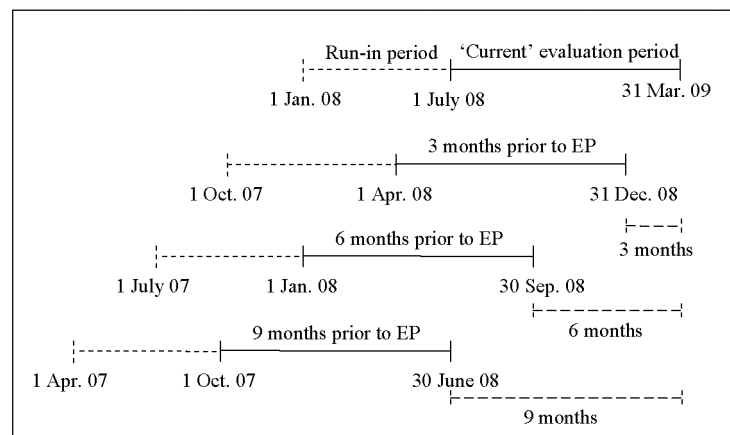 Run-in period ‘Current’ evaluation period
1 Jan. 08 1 July 08 31 Mar. 09
3 months prior to EP
1 Oct. 07 1 Apr. 08 31 Dec. 08
6 months prior to EP 3 months
1 July 07 1 Jan. 08 30 Sep. 08
9 months prior to EP 6 months
1 Apr. 07 1 Oct. 07 30 June 08
9 months